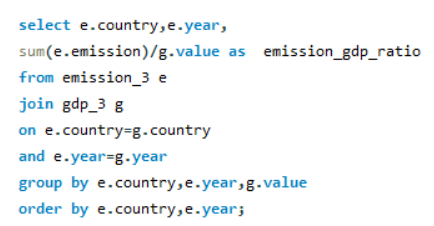 select e.country,e.year,
sum(e.emission)/g.value as  emission_gdp_ratio
from emission_3 e
join gdp_3 g
on e.country=g.country
and e.year=g.year
group by e.country,e.year,g.value
order by e.country,e.year;